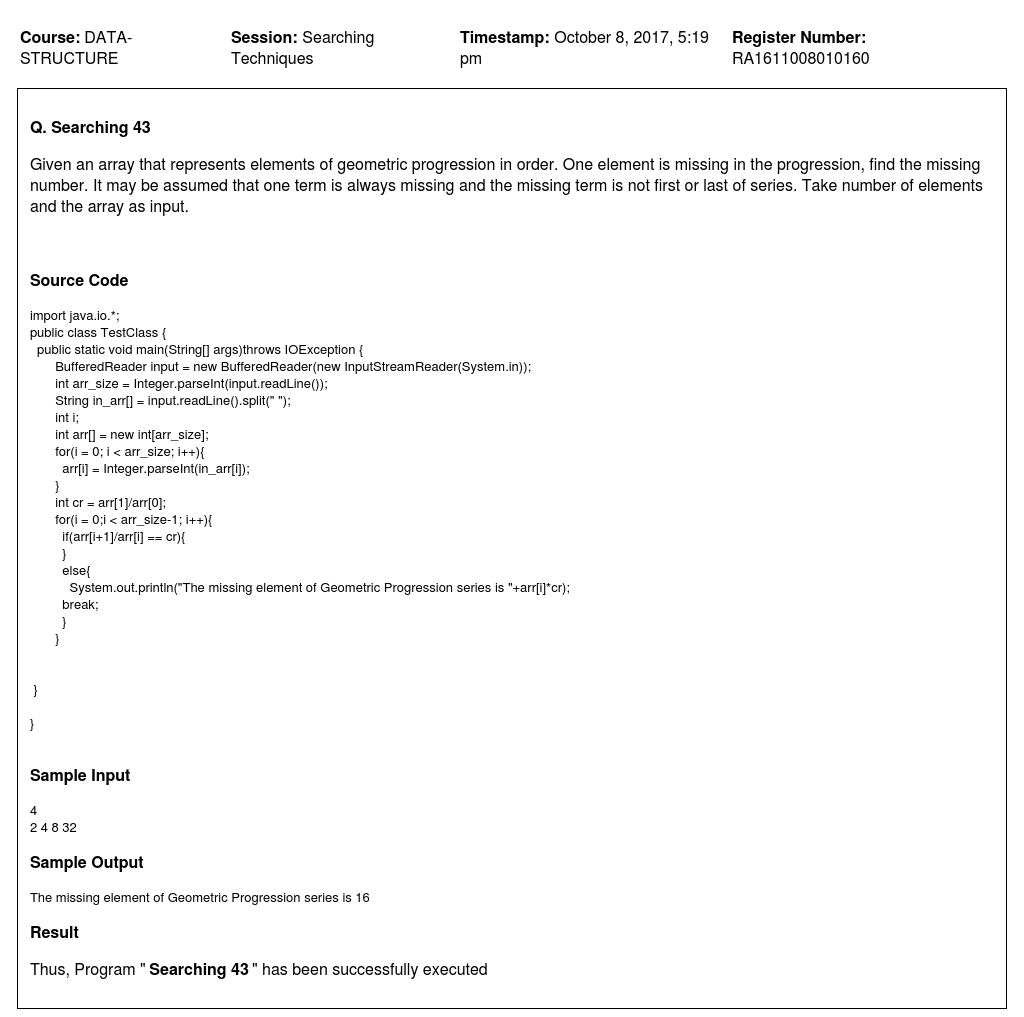 Course: DATA-STRUCTURE
Session: Searching Techniques
Timestamp: October 8, 2017, 5:19 pm
Register Number: RA1611008010160
Q. Searching 43
Given an array that represents elements of geometric progression in order. One element is missing in the progression, find the missing
number. It may be assumed that one term is always missing and the missing term is not first or last of series. Take number of elements
and the array as input.
Source Code
import java.io.*;
public class TestClass {
  public static void main(String[] args)throws IOException {
       BufferedReader input = new BufferedReader(new InputStreamReader(System.in));
       int arr_size = Integer.parseInt(input.readLine());
       String in_arr[] = input.readLine().split(" ");
       int i;
       int arr[] = new int[arr_size];
       for(i = 0; i < arr_size; i++){
         arr[i] = Integer.parseInt(in_arr[i]);
       }
       int cr = arr[1]/arr[0];
       for(i = 0;i < arr_size-1; i++){
         if(arr[i+1]/arr[i] == cr){
         }
         else{
           System.out.println("The missing element of Geometric Progression series is "+arr[i]*cr);
         break;
         }
       }
 }
}
Sample Input
4
2 4 8 32
Sample Output
The missing element of Geometric Progression series is 16
Result
Thus, Program " Searching 43 " has been successfully executed